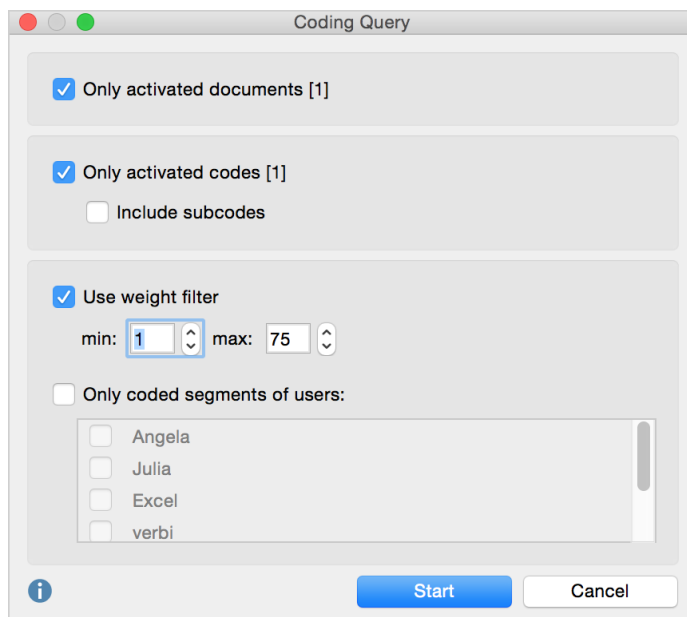 Coding Query
Only activated documents [1]
Only activated codes [1]
Include subcodes
Use weight filter
min: 1 max: 75
Only coded segments of users:
Angela
Julia
Excel
verbi
i
Start Cancel